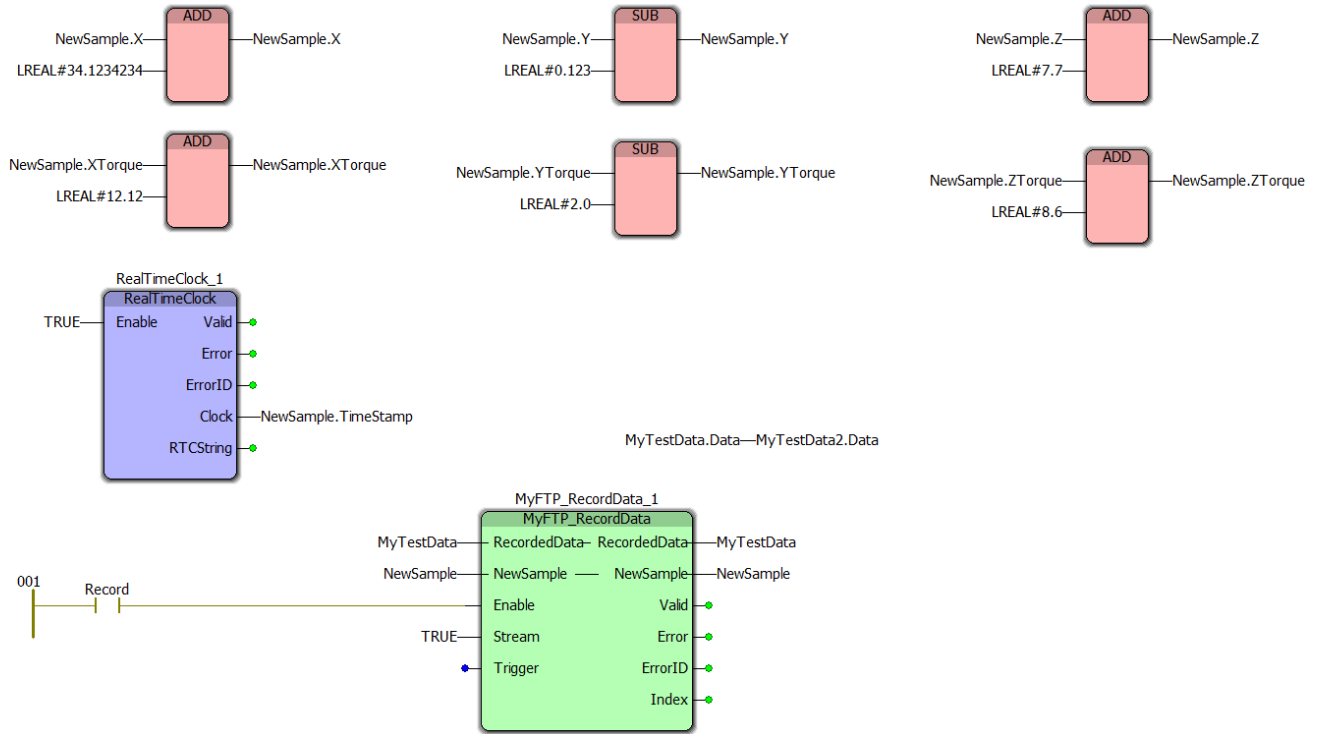 ADD
NewSample.X NewSample.X
LREAL#34.1234234
SUB
NewSample.Y NewSample.Y
LREAL#0.123
ADD
NewSample.Z NewSample.Z
LREAL#7.7
ADD
NewSample.XTorque NewSample.XTorque
LREAL#12.12
SUB
NewSample.YTorque NewSample.YTorque
LREAL#2.0
ADD
NewSample.ZTorque NewSample.ZTorque
LREAL#8.6
RealTimeClock_1
RealTimeClock
TRUE Enable Valid
Error
ErrorID
Clock NewSample.TimeStamp
RTCString
MyTestData.Data MyTestData2.Data
MyFTP_RecordData_1
MyFTP_RecordData
MyTestData RecordedData RecordedData MyTestData
NewSample NewSample NewSample NewSample
001
Record
Enable Valid
TRUE Stream Error
Trigger ErrorID
Index